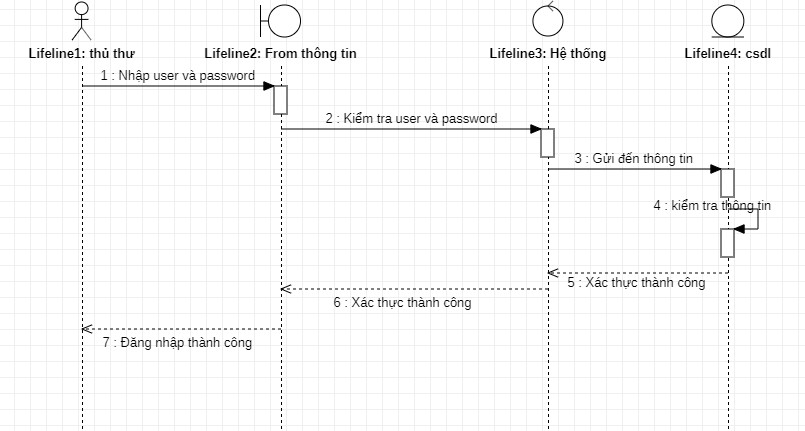 Lifeline1: thủ thư
Lifeline2: From thông tin
Lifeline3: Hệ thống
Lifeline4: csdl
1 : Nhập user và password
2 : Kiểm tra user và password
3 : Gửi đến thông tin
4 : kiểm tra thông tin
5 : Xác thực thành công
6 : Xác thực thành công
7 : Đăng nhập thành công